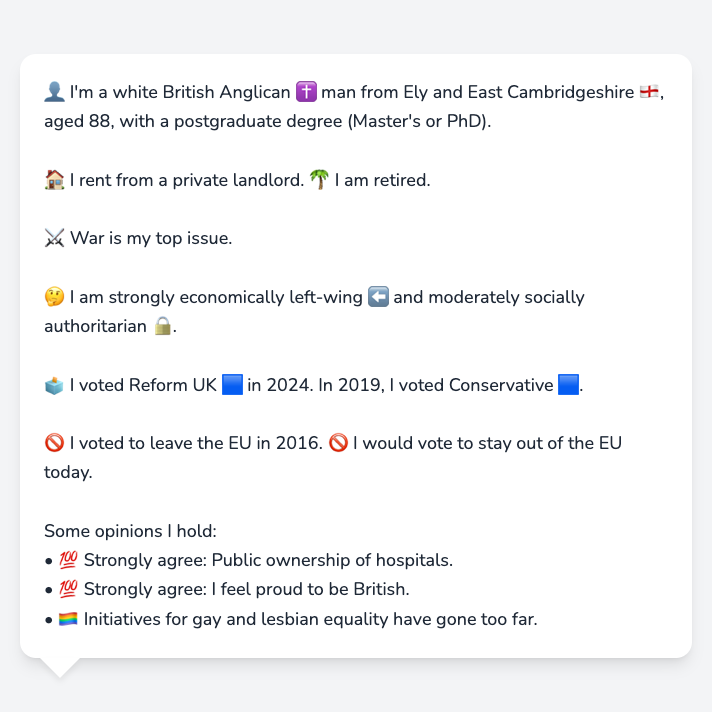 👤 I'm a white British Anglican ✝️ man from Ely and East Cambridgeshire 🏴󠁧󠁢󠁥󠁮󠁧󠁿,
aged 88, with a postgraduate degree (Master's or PhD).
🏠 I rent from a private landlord. 🌴 I am retired.
⚔️ War is my top issue.
🤔 I am strongly economically left-wing ⬅️ and moderately socially
authoritarian 🔒.
🗳️ I voted Reform UK 🟦 in 2024. In 2019, I voted Conservative 🟦.
🚫 I voted to leave the EU in 2016. 🚫 I would vote to stay out of the EU
today.
Some opinions I hold:
• 💯 Strongly agree: Public ownership of hospitals.
• 💯 Strongly agree: I feel proud to be British.
• 🏳️‍🌈 Initiatives for gay and lesbian equality have gone too far.